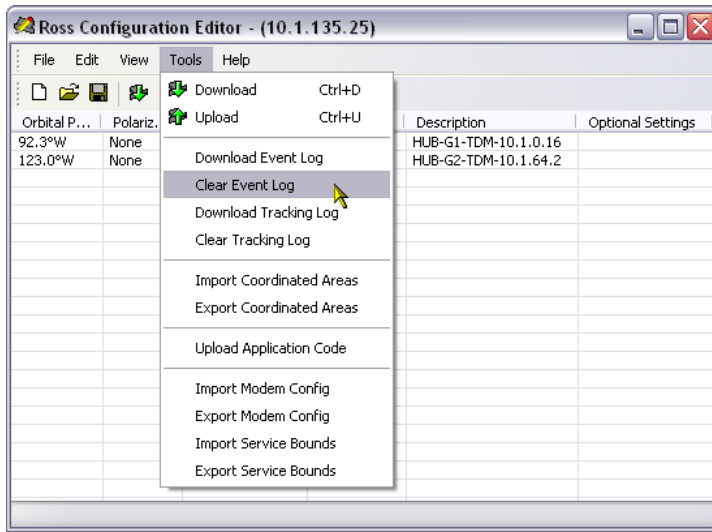 Ross Configuration Editor - (10.1.135.25)
File Edit View Tools Help
Download Ctrl+D
Upload Ctrl+U
Download Event Log
Clear Event Log
Download Tracking Log
Clear Tracking Log
Import Coordinated Areas
Export Coordinated Areas
Upload Application Code
Import Modem Config
Export Modem Config
Import Service Bounds
Export Service Bounds
Orbital P... Polariz. Description Optional Settings
92.3°W None HUB-G1-TDM-10.1.0.16
123.0°W None HUB-G2-TDM-10.1.64.2